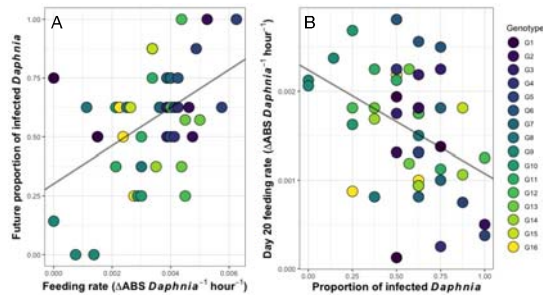 A
Future proportion of infected Daphnia
1.00
0.75
0.50
0.25
0.00
0.000 0.002 0.004 0.006
Feeding rate (ΔABS Daphnia⁻¹ hour⁻¹)
B
Day 20 feeding rate (ΔABS Daphnia⁻¹ hour⁻¹)
0.002
0.001
0.000
0.00 0.25 0.50 0.75 1.00
Proportion of infected Daphnia
Genotype
G1
G2
G3
G4
G5
G6
G7
G8
G9
G10
G11
G12
G13
G14
G15
G16